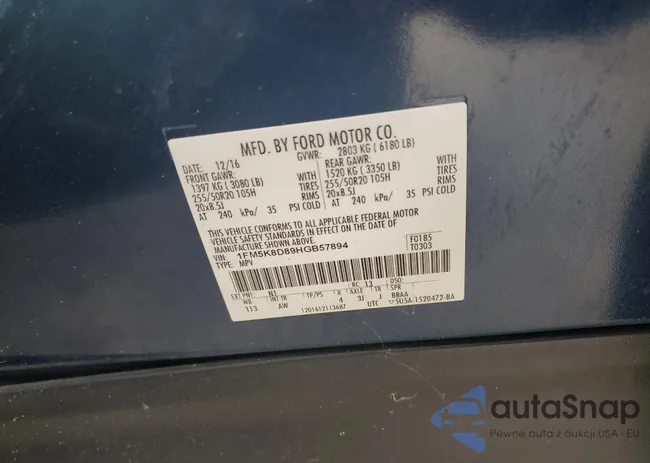 MFD. BY FORD MOTOR CO.
DATE: 12/16 GVWR: 2803 KG ( 6180 LB)
FRONT GAWR: REAR GAWR:
1397 KG ( 3080 LB) WITH 1520 KG ( 3350 LB) WITH
255/50R20 105H TIRES 255/50R20 105H TIRES
20x8.5J RIMS 20x8.5J RIMS
AT 240 kPa/ 35 PSI COLD AT 240 kPa/ 35 PSI COLD
THIS VEHICLE CONFORMS TO ALL APPLICABLE FEDERAL MOTOR
VEHICLE SAFETY STANDARDS IN EFFECT ON THE DATE OF
MANUFACTURE SHOWN ABOVE.
VIN: 1FM5K8D89HGB57894 F0185
TYPE: MPV T0303
EXT PNT: N1 RC: 13 DSO:
WB TP/PS R AXLE TR SPR
113 AW 4 3J J BBAA
1201612113687 UTC 5U5A 1520472-BA
autaSnap
Pewne auta z aukcji USA i EU